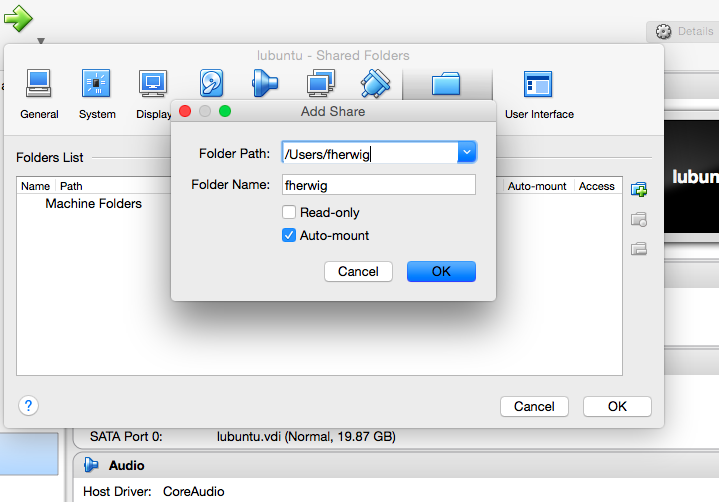 Details
lubuntu - Shared Folders
General System Display User Interface
Add Share
Folder Path: /Users/fherwig
Folder Name: fherwig
Read-only
Auto-mount
Cancel OK
Folders List
Name Path Auto-mount Access
Machine Folders
? Cancel OK
SATA Port 0: lubuntu.vdi (Normal, 19.87 GB)
Audio
Host Driver: CoreAudio